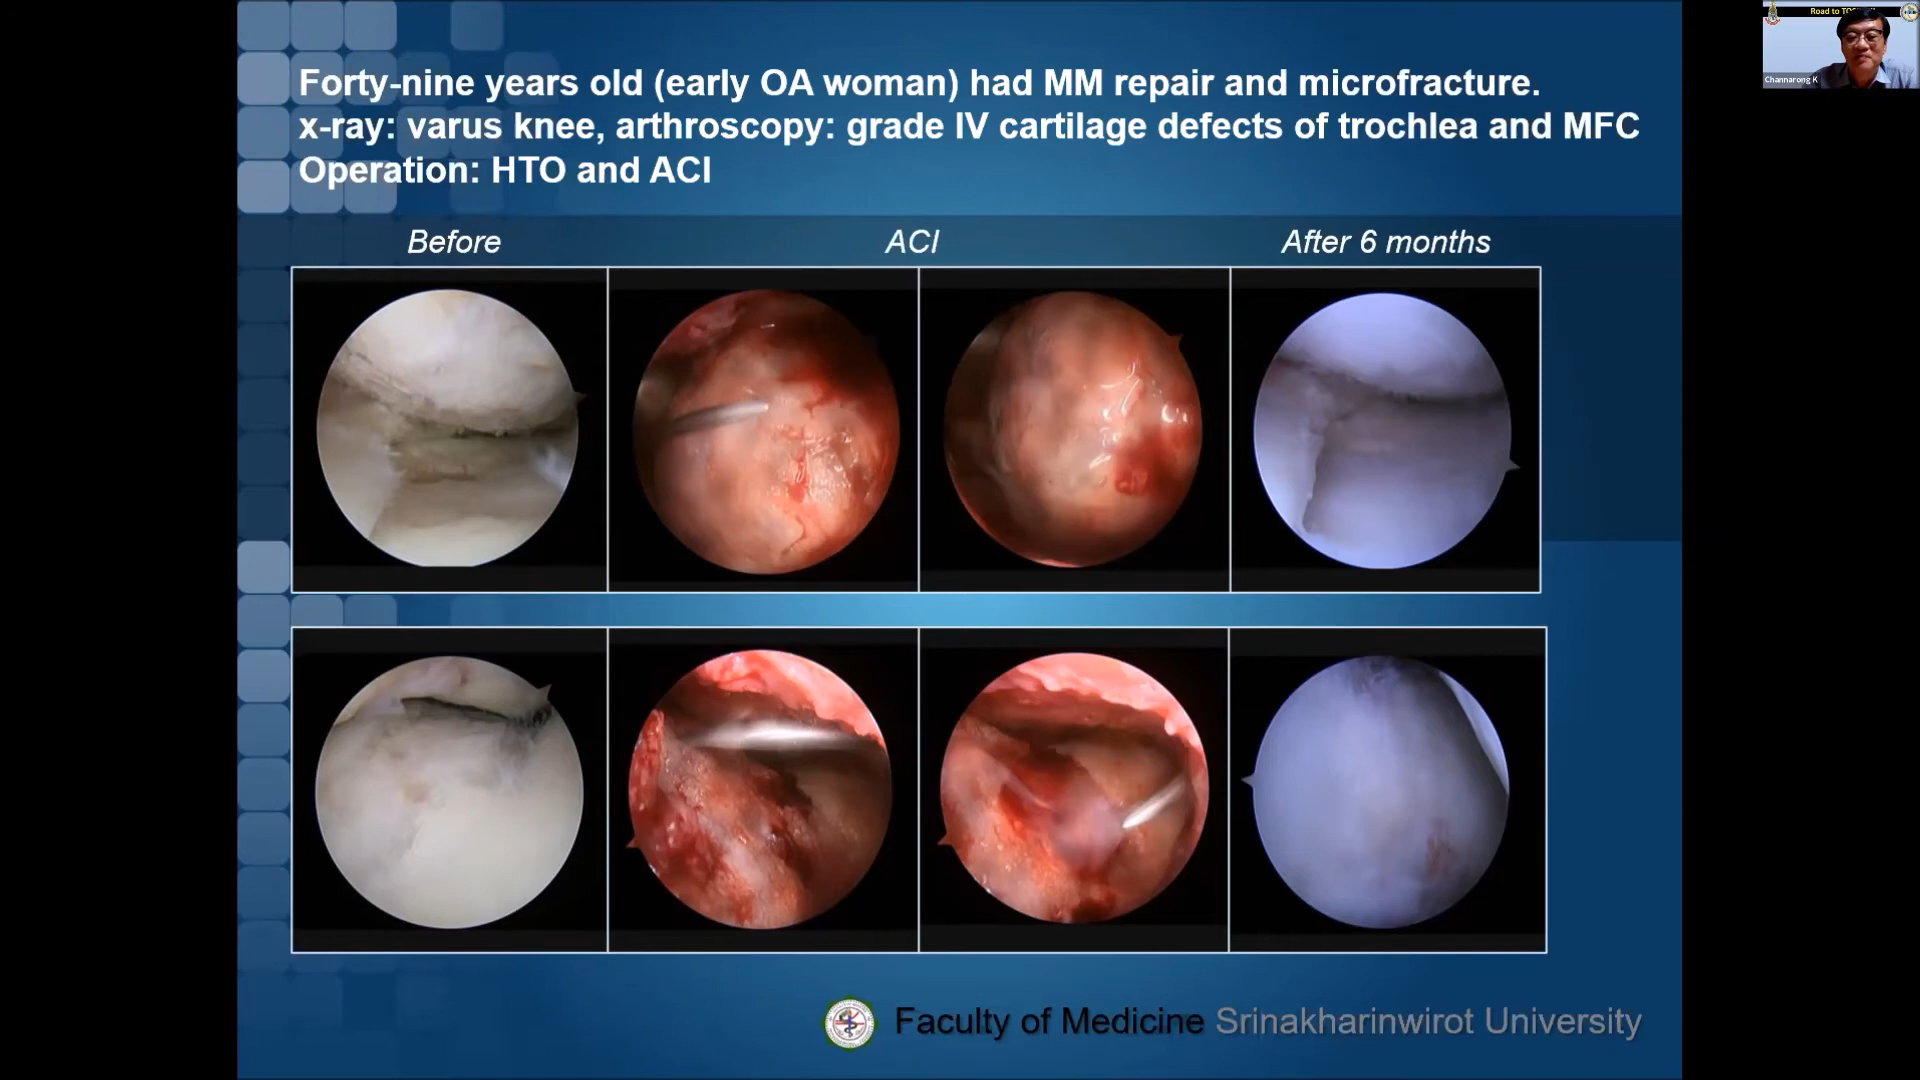 Forty-nine years old (early OA woman) had MM repair and microfracture.
x-ray: varus knee, arthroscopy: grade IV cartilage defects of trochlea and MFC
Operation: HTO and ACI
Before
ACI
After 6 months
Faculty of Medicine Srinakharinwirot University
Road to
Channarong K